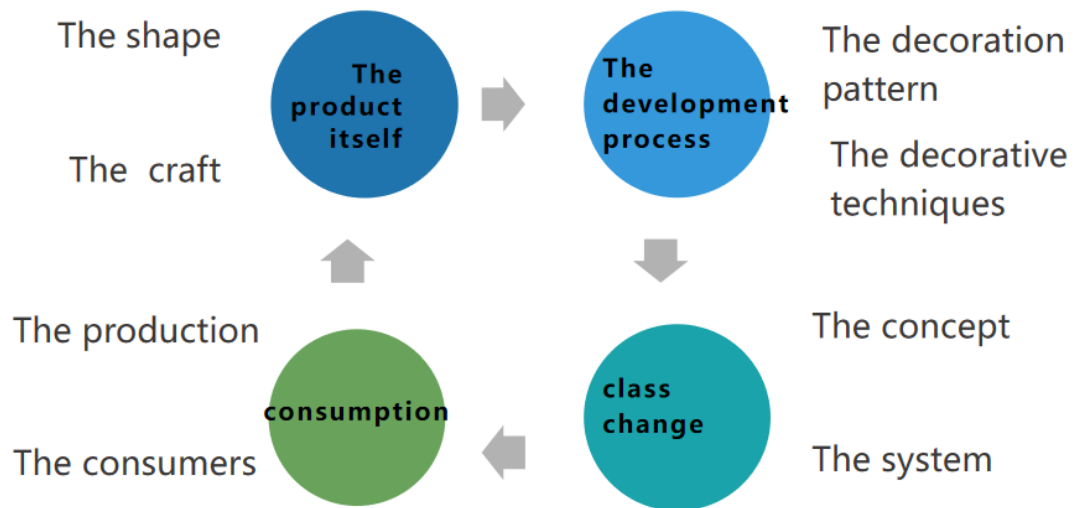 The shape
The craft
The
product
itself
The
development
process
The decoration
pattern
The decorative
techniques
The production
The consumers
consumption
class
change
The concept
The system